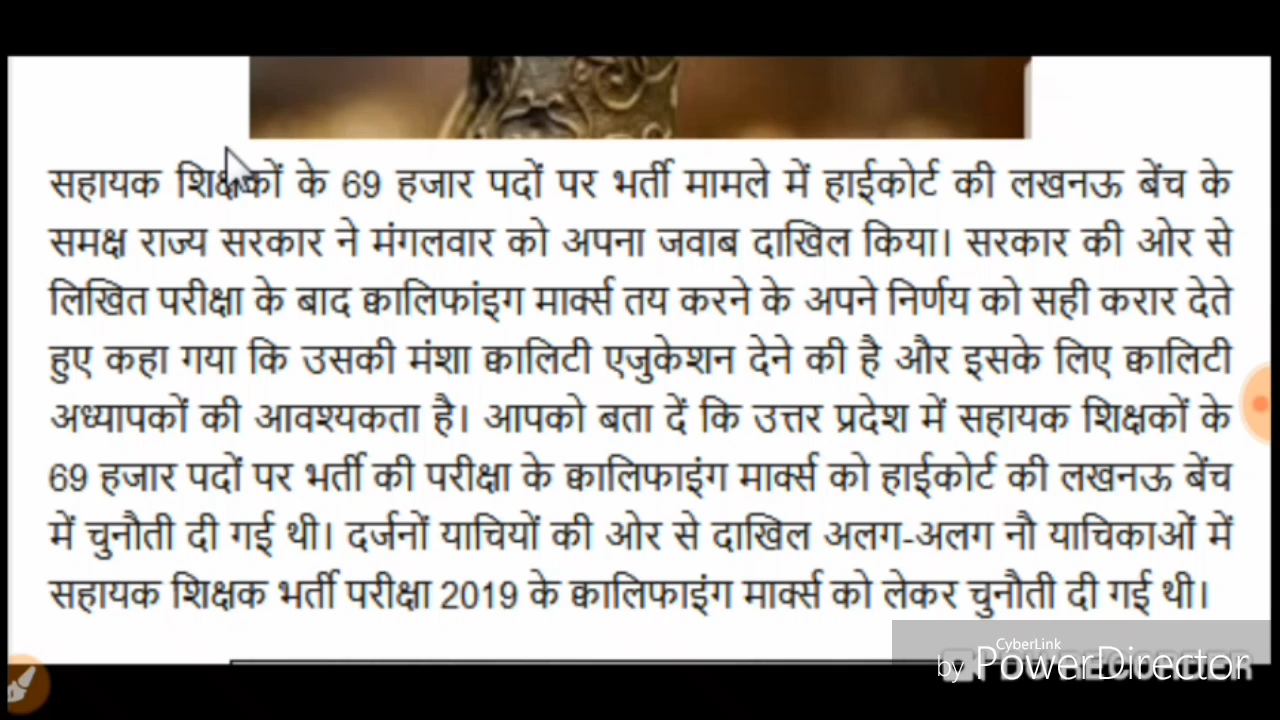 सहायक शिक्षकों के 69 हजार पदों पर भर्ती मामले में हाईकोर्ट की लखनऊ बेंच के
समक्ष राज्य सरकार ने मंगलवार को अपना जवाब दाखिल किया। सरकार की ओर से
लिखित परीक्षा के बाद क्वालिफांइग मार्क्स तय करने के अपने निर्णय को सही करार देते
हुए कहा गया कि उसकी मंशा क्वालिटी एजुकेशन देने की है और इसके लिए क्वालिटी
अध्यापकों की आवश्यकता है। आपको बता दें कि उत्तर प्रदेश में सहायक शिक्षकों के
69 हजार पदों पर भर्ती की परीक्षा के क्वालिफाइंग मार्क्स को हाईकोर्ट की लखनऊ बेंच
में चुनौती दी गई थी। दर्जनों याचियों की ओर से दाखिल अलग-अलग नौ याचिकाओं में
सहायक शिक्षक भर्ती परीक्षा 2019 के क्वालिफाइंग मार्क्स को लेकर चुनौती दी गई थी।
CyberLink
by PowerDirector